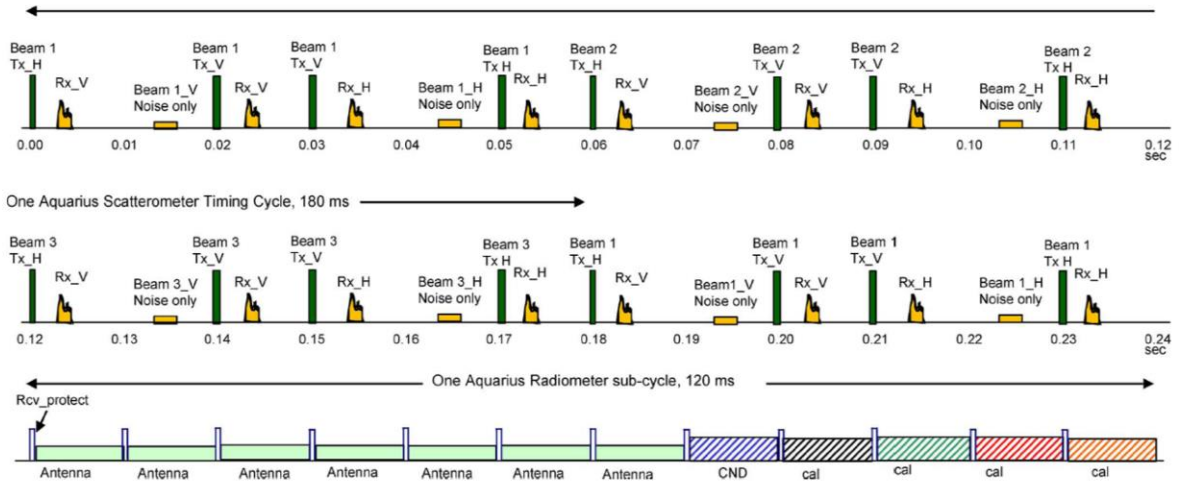 Beam 1 Beam 1 Beam 1 Beam 1 Beam 2 Beam 2 Beam 2 Beam 2
Tx_H Tx_V Tx_V Tx H Tx_H Tx_V Tx_V Tx H
Rx_V Rx_V Rx_H Rx_H Rx_V Rx_V Rx_H Rx_H
Beam 1_V Beam 1_H Beam 2_V Beam 2_H
Noise only Noise only Noise only Noise only
0.00 0.01 0.02 0.03 0.04 0.05 0.06 0.07 0.08 0.09 0.10 0.11 0.12
sec
One Aquarius Scatterometer Timing Cycle, 180 ms
Beam 3 Beam 3 Beam 3 Beam 3 Beam 1 Beam 1 Beam 1 Beam 1
Tx_H Tx_V Tx_V Tx_H Tx_H Tx_V Tx_V Tx_H
Rx_V Rx_V Rx_H Rx_H Rx_V Rx_V Rx_H Rx_H
Beam 3_V Beam 3_H Beam1_V Beam 1_H
Noise only Noise only Noise only Noise only
0.12 0.13 0.14 0.15 0.16 0.17 0.18 0.19 0.20 0.21 0.22 0.23 0.24
sec
One Aquarius Radiometer sub-cycle, 120 ms
Rcv_protect
Antenna Antenna Antenna Antenna Antenna Antenna Antenna CND cal cal cal cal